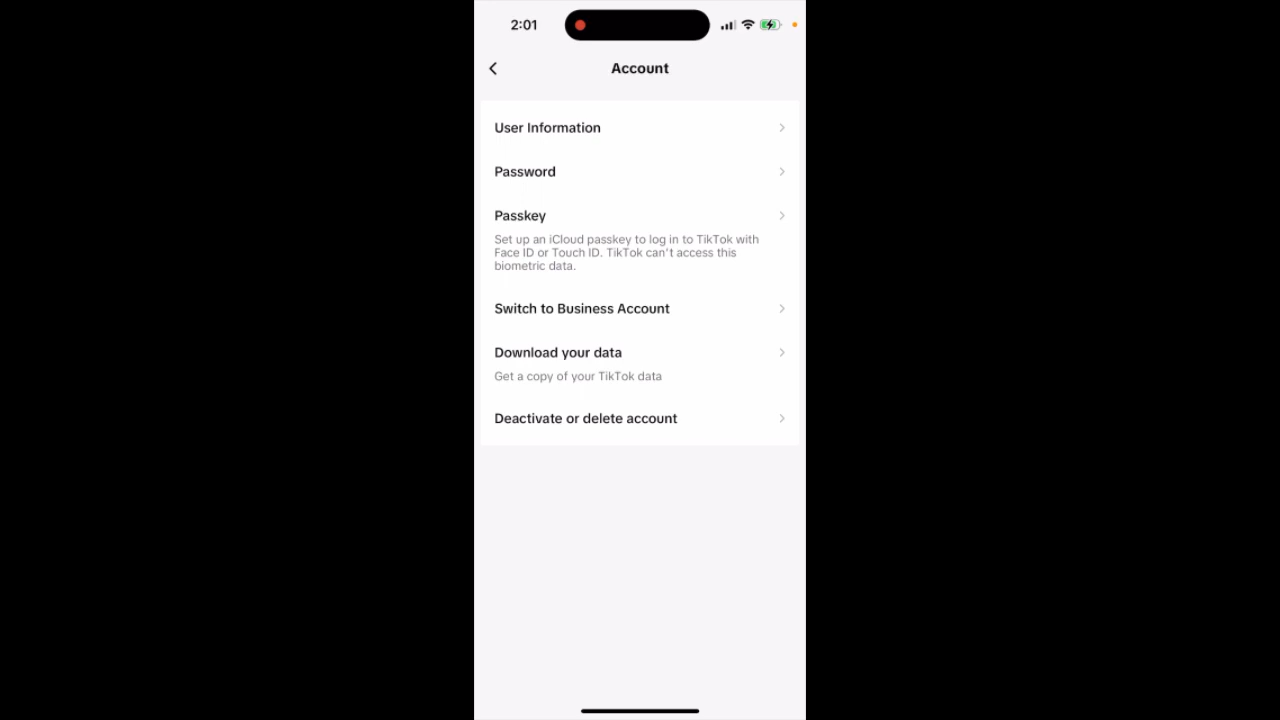 2:01
Account
User Information
Password
Passkey
Set up an iCloud passkey to log in to TikTok with
Face ID or Touch ID. TikTok can't access this
biometric data.
Switch to Business Account
Download your data
Get a copy of your TikTok data
Deactivate or delete account